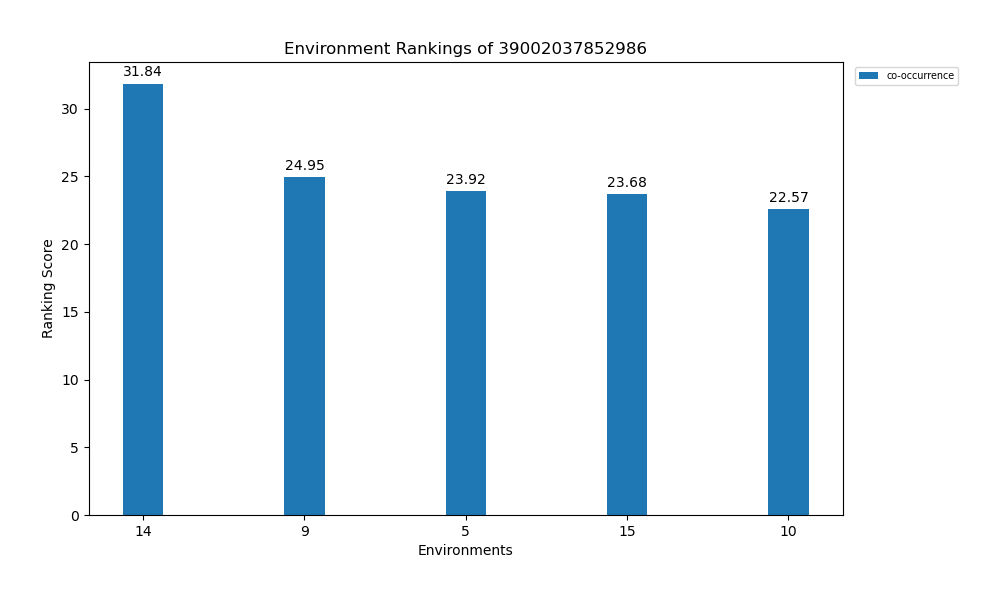 Environment Rankings of 39002037852986
co-occurrence
31.84
24.95
23.92
23.68
22.57
Ranking Score
30
25
20
15
10
5
0
14 9 5 15 10
Environments